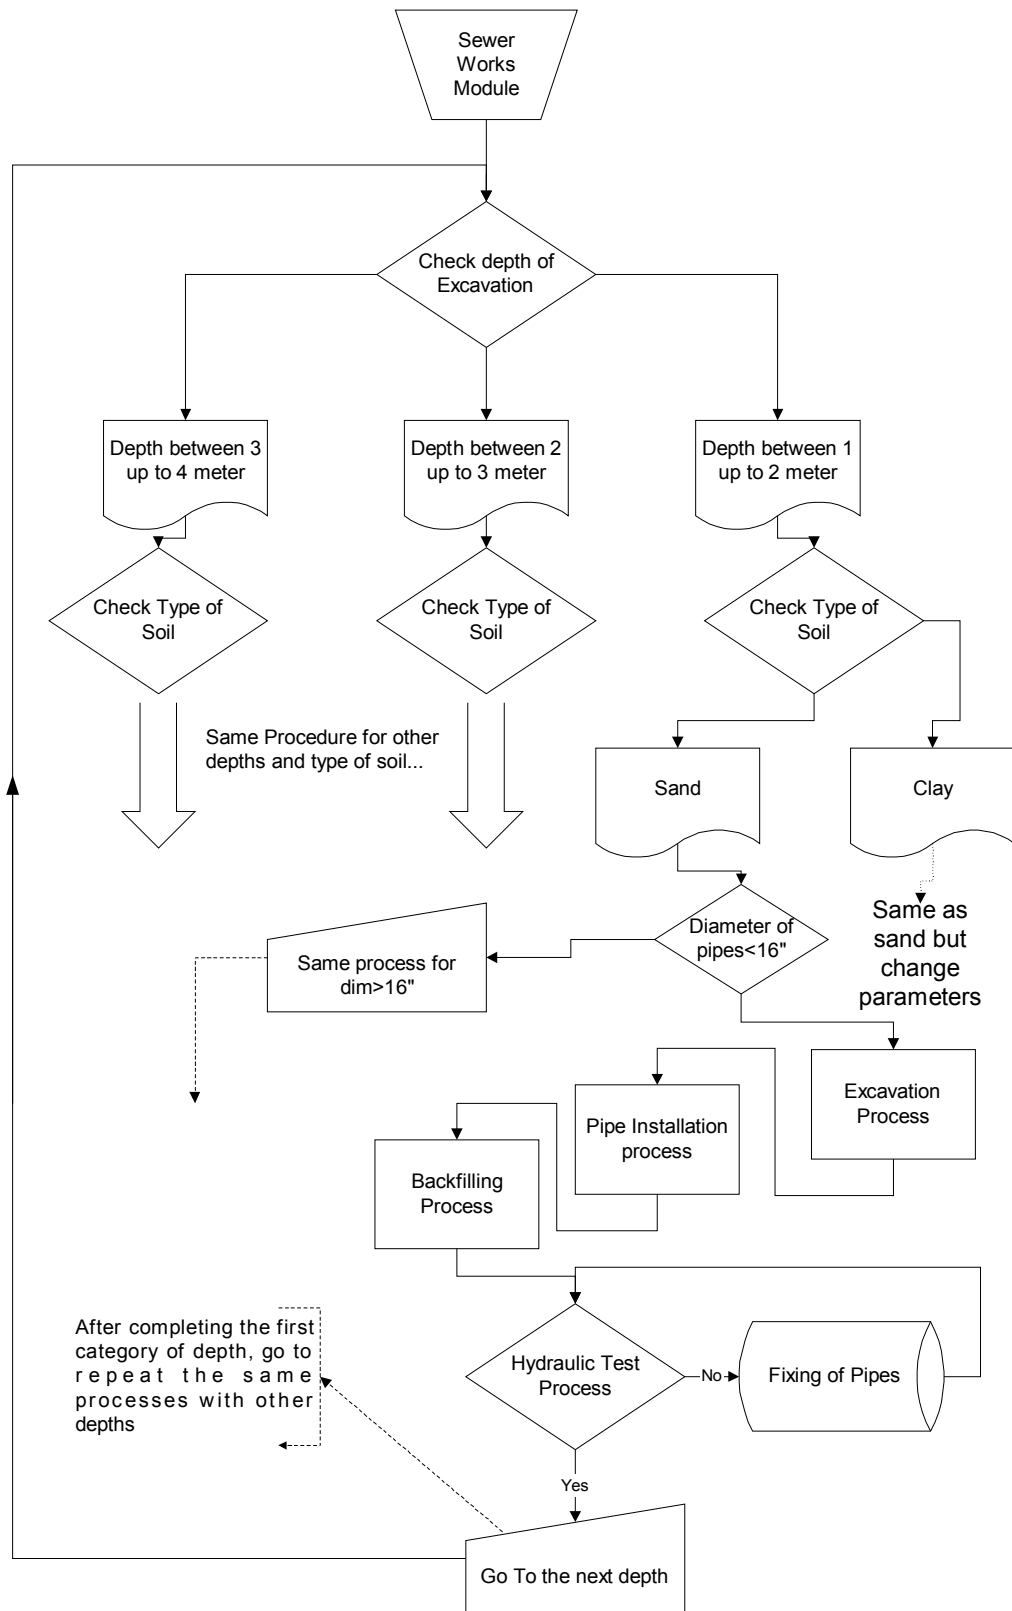 Sewer
Works
Module
Check depth of
Excavation
Depth between 3
up to 4 meter
Depth between 2
up to 3 meter
Depth between 1
up to 2 meter
Check Type of
Soil
Check Type of
Soil
Check Type of
Soil
Same Procedure for other
depths and type of soil...
Sand
Clay
Same as
sand but
change
parameters
Diameter of
pipes<16"
Same process for
dim>16"
Excavation
Process
Pipe Installation
process
Backfilling
Process
After completing the first
category of depth, go to
repeat the same
processes with other
depths
Hydraulic Test
Process
No
Fixing of Pipes
Yes
Go To the next depth